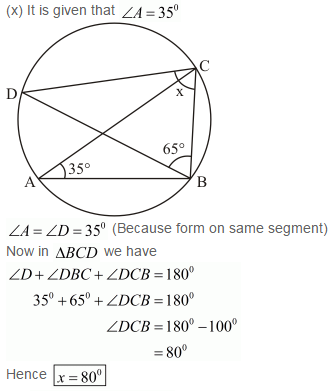 (x) It is given that ∠A = 35⁰
C
x
D
65°
35°
A
B
∠A = ∠D = 35⁰ (Because form on same segment)
Now in ΔBCD we have
∠D + ∠DBC + ∠DCB = 180⁰
35⁰ + 65⁰ + ∠DCB = 180⁰
∠DCB = 180⁰ − 100⁰
= 80⁰
Hence x = 80⁰